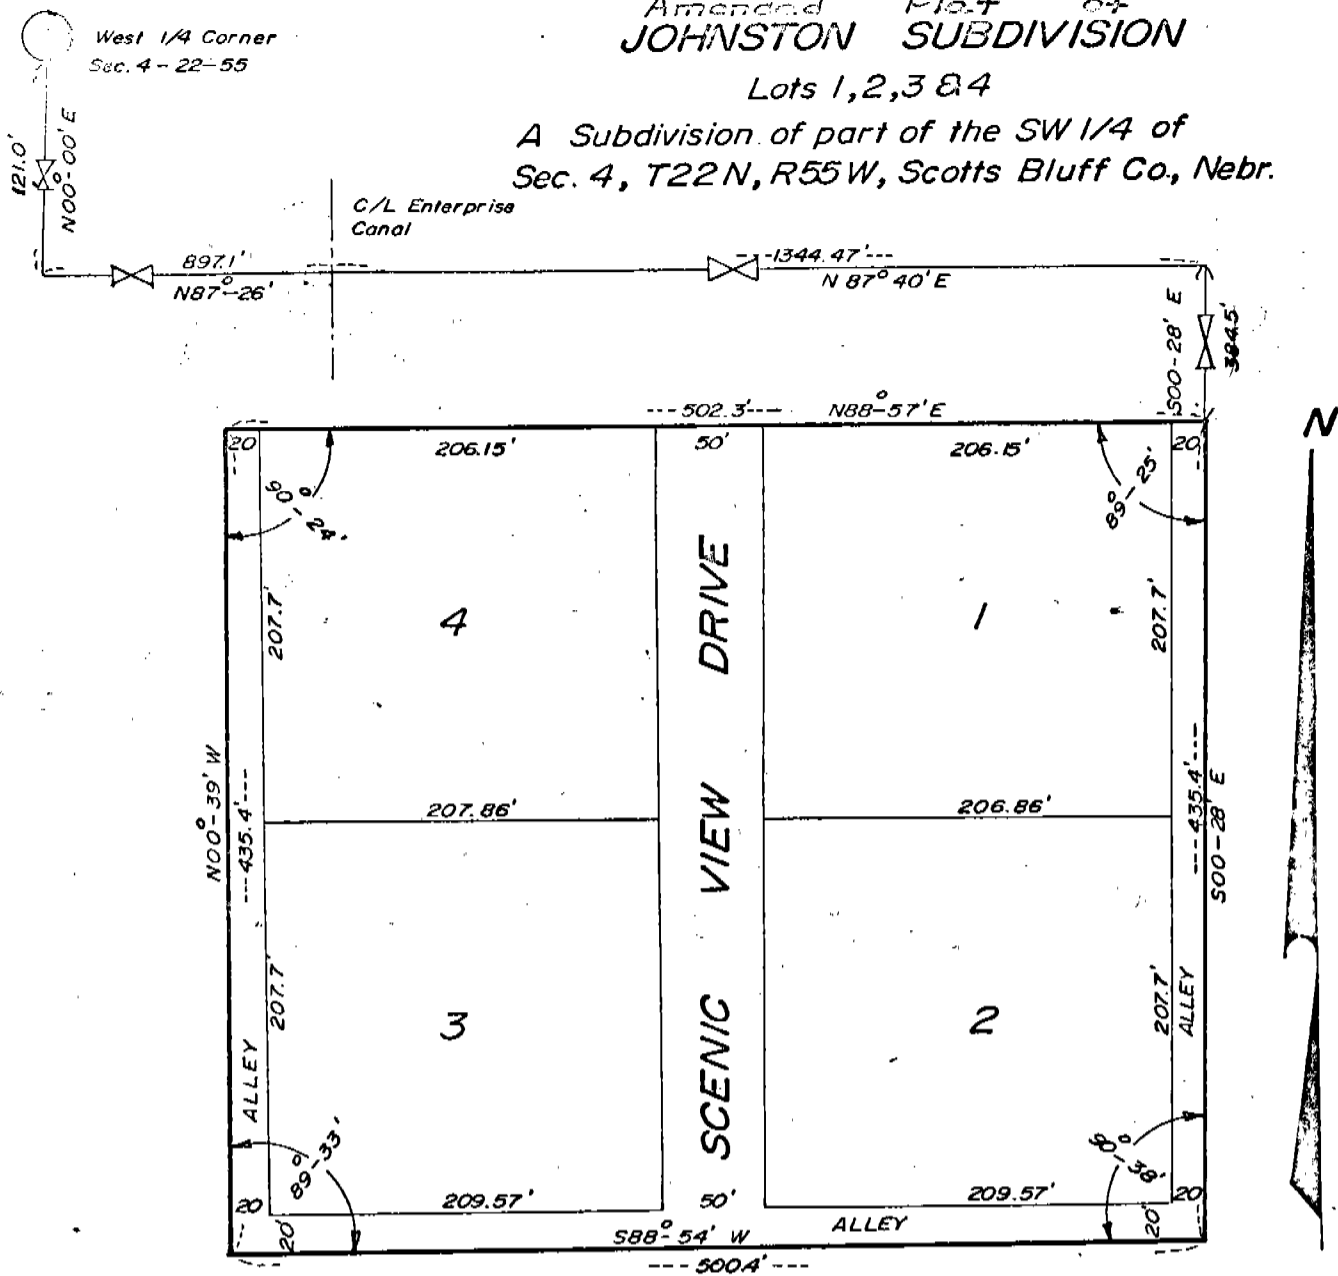 Amended Plat of
JOHNSTON SUBDIVISION
Lots 1,2,3 & 4
A Subdivision of part of the SW 1/4 of
Sec. 4, T22N, R55W, Scotts Bluff Co., Nebr.
West 1/4 Corner
Sec. 4-22-55
121.0'
N00°-00' E
C/L Enterprise
Canal
897.1'
N87°-26'
---1344.47'---
N 87° 40' E
S00-28' E
---502.3'---
N88°-57' E
N
20'
206.15'
50'
206.15'
20'
90°-24'
89°-25'
207.7'
4
1
207.7'
SCENIC VIEW DRIVE
N00°-39' W
---435.4'---
207.86'
206.86'
---435.4'---
S00-28' E
207.7'
3
2
207.7'
ALLEY
ALLEY
89°-33'
90°-38'
20'
209.57'
50'
209.57'
20'
20'
S88°-54' W
ALLEY
20'
---500.4'---